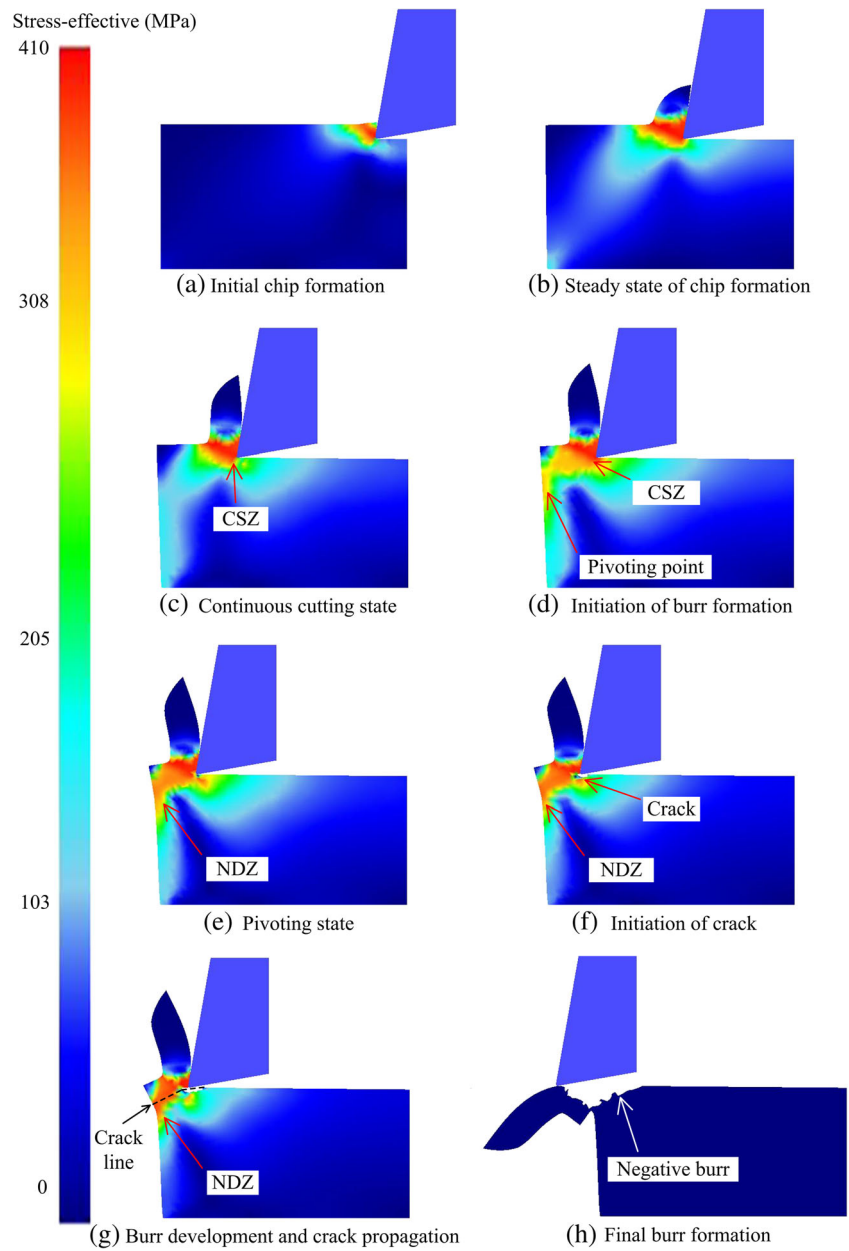 Stress-effective (MPa)
410
308
205
103
0
(a) Initial chip formation
(b) Steady state of chip formation
CSZ
(c) Continuous cutting state
CSZ
Pivoting point
(d) Initiation of burr formation
NDZ
(e) Pivoting state
Crack
NDZ
(f) Initiation of crack
Crack
line
NDZ
(g) Burr development and crack propagation
Negative burr
(h) Final burr formation